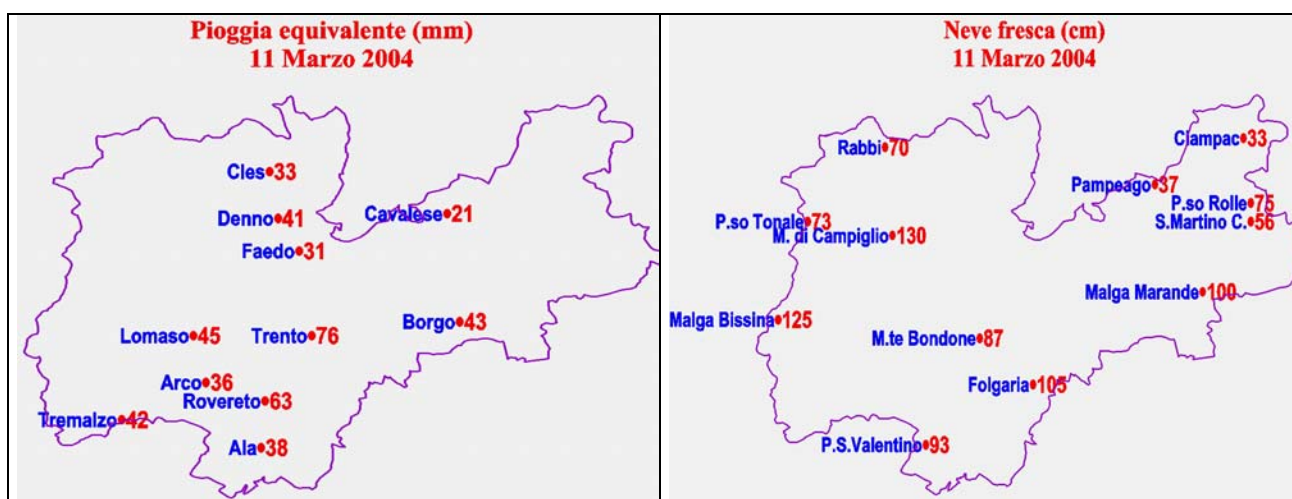 Pioggia equivalente (mm)
11 Marzo 2004
Cles 33
Denno 41
Cavalese 21
Faedo 31
Lomaso 45
Trento 76
Borgo 43
Arco 36
Rovereto 63
Tremalzo 42
Ala 38
Neve fresca (cm)
11 Marzo 2004
Ciampac 33
Rabbi 70
Pampeago 37
P.so Rolle 75
P.so Tonale 73
S.Martino C. 56
M. di Campiglio 130
Malga Marande 100
Malga Bissina 125
M.te Bondone 87
Folgaria 105
P.S.Valentino 93